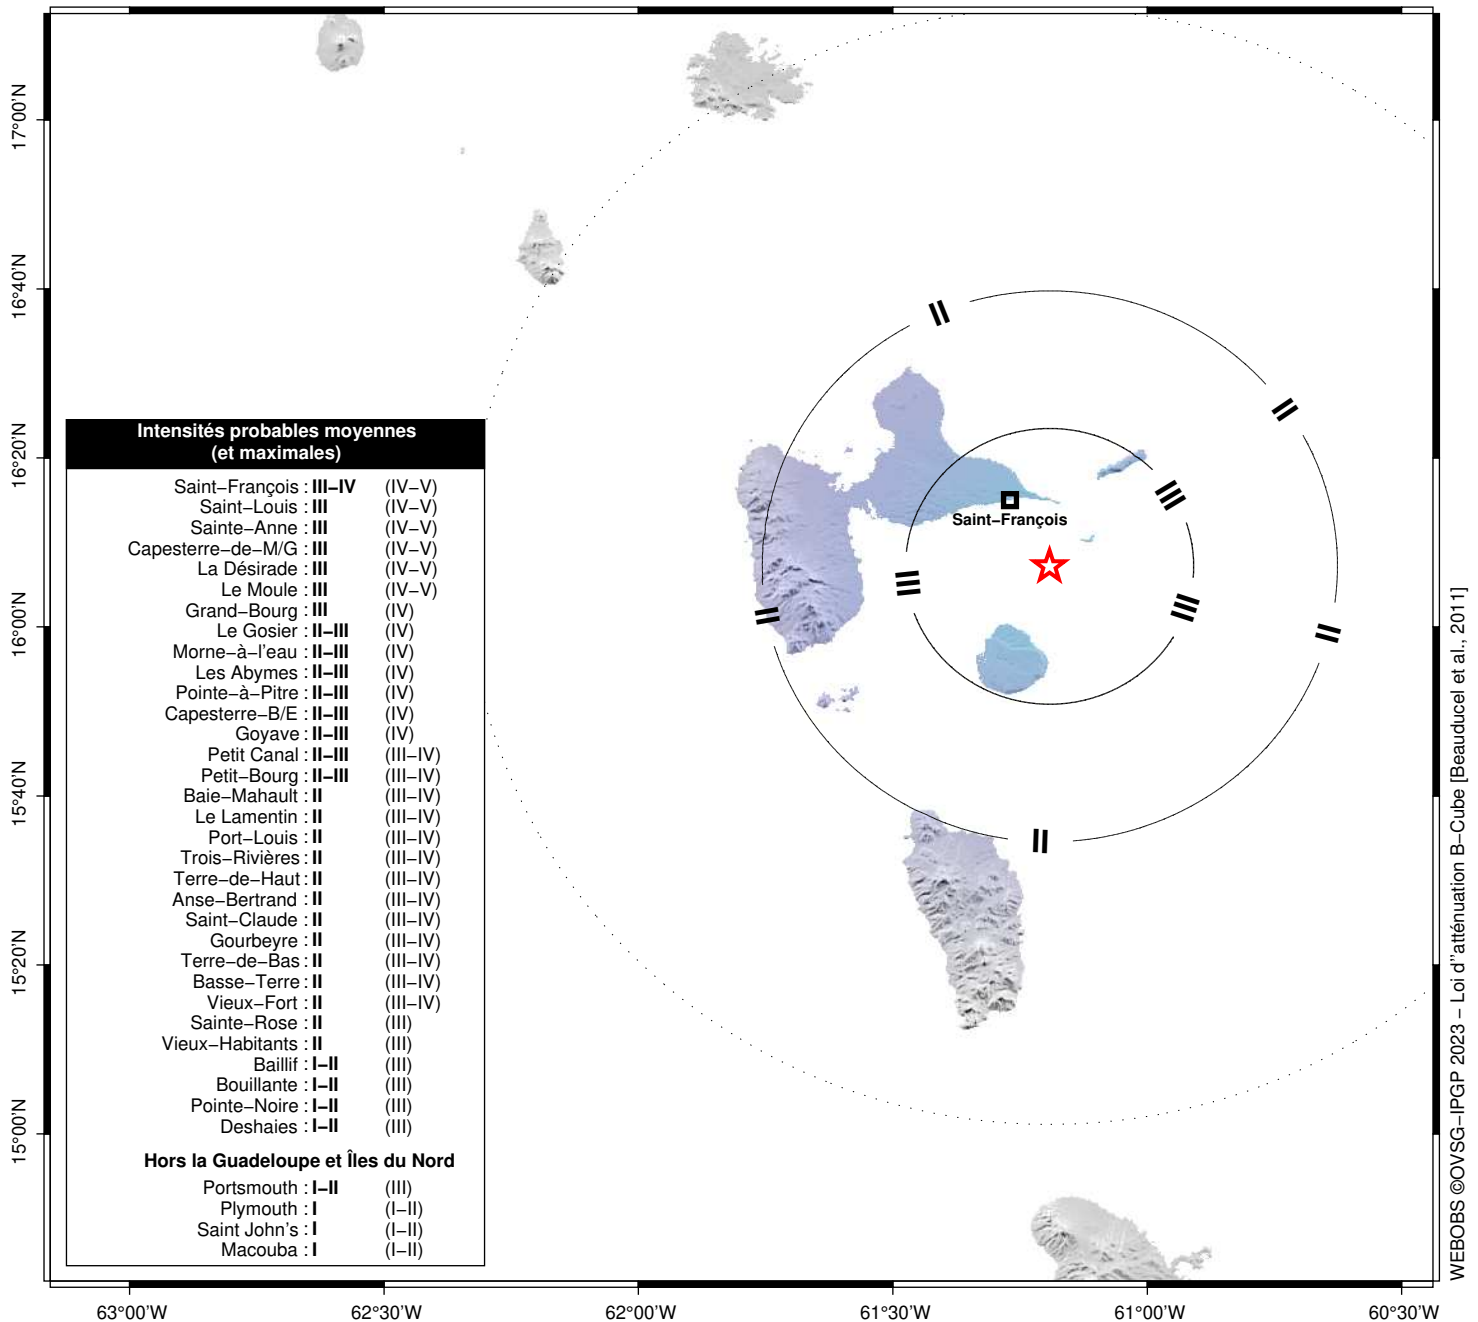 17°00'N
16°40'N
16°20'N
16°00'N
15°40'N
15°20'N
15°00'N
63°00'W
62°30'W
62°00'W
61°30'W
61°00'W
60°30'W
II
II
III
Saint–François
III
III
II
II
II
Intensités probables moyennes
(et maximales)
Saint–François : III–IV (IV–V)
Saint–Louis : III (IV–V)
Sainte–Anne : III (IV–V)
Capesterre–de–M/G : III (IV–V)
La Désirade : III (IV–V)
Le Moule : III (IV–V)
Grand–Bourg : III (IV)
Le Gosier : II–III (IV)
Morne–à–l'eau : II–III (IV)
Les Abymes : II–III (IV)
Pointe–à–Pitre : II–III (IV)
Capesterre–B/E : II–III (IV)
Goyave : II–III (IV)
Petit Canal : II–III (III–IV)
Petit–Bourg : II–III (III–IV)
Baie–Mahault : II (III–IV)
Le Lamentin : II (III–IV)
Port–Louis : II (III–IV)
Trois–Rivières : II (III–IV)
Terre–de–Haut : II (III–IV)
Anse–Bertrand : II (III–IV)
Saint–Claude : II (III–IV)
Gourbeyre : II (III–IV)
Terre–de–Bas : II (III–IV)
Basse–Terre : II (III–IV)
Vieux–Fort : II (III–IV)
Sainte–Rose : II (III)
Vieux–Habitants : II (III)
Baillif : I–II (III)
Bouillante : I–II (III)
Pointe–Noire : I–II (III)
Deshaies : I–II (III)
Hors la Guadeloupe et Îles du Nord
Portsmouth : I–II (III)
Plymouth : I (I–II)
Saint John's : I (I–II)
Macouba : I (I–II)
WEBOBS ©OVSG–IPGP 2023 – Loi d''atténuation B–Cube [Beauducel et al., 2011]